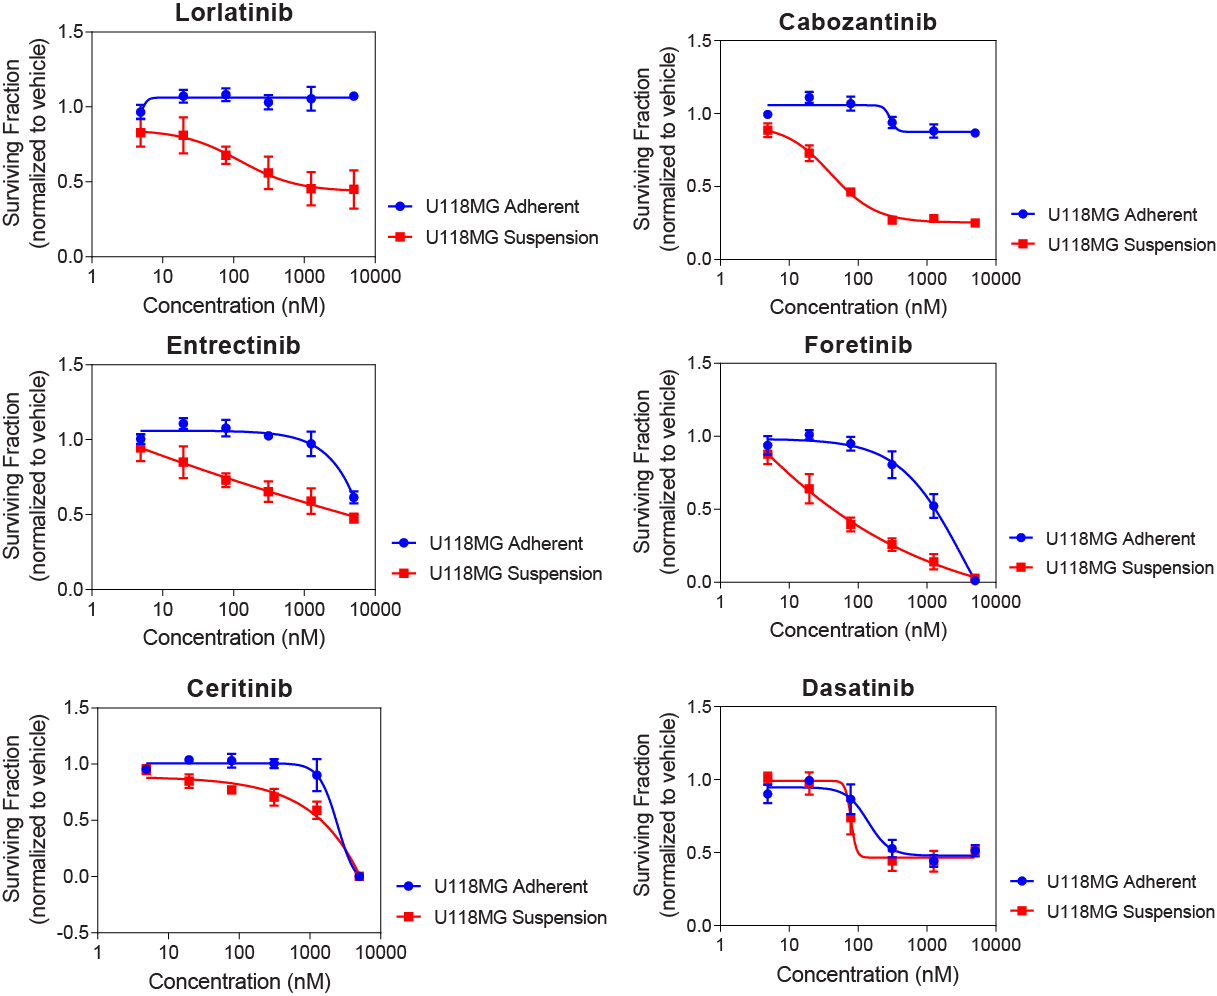 Lorlatinib
1.5
1.0
0.5
0.0
Surviving Fraction
(normalized to vehicle)
1 10 100 1000 10000
Concentration (nM)
U118MG Adherent
U118MG Suspension
Cabozantinib
1.5
1.0
0.5
0.0
Surviving Fraction
(normalized to vehicle)
1 10 100 1000 10000
Concentration (nM)
U118MG Adherent
U118MG Suspension
Entrectinib
1.5
1.0
0.5
0.0
Surviving Fraction
(normalized to vehicle)
1 10 100 1000 10000
Concentration (nM)
U118MG Adherent
U118MG Suspension
Foretinib
1.5
1.0
0.5
0.0
Surviving Fraction
(normalized to vehicle)
1 10 100 1000 10000
Concentration (nM)
U118MG Adherent
U118MG Suspension
Ceritinib
1.5
1.0
0.5
0.0
-0.5
Surviving Fraction
(normalized to vehicle)
1 10 100 1000 10000
Concentration (nM)
U118MG Adherent
U118MG Suspension
Dasatinib
1.5
1.0
0.5
0.0
Surviving Fraction
(normalized to vehicle)
1 10 100 1000 10000
Concentration (nM)
U118MG Adherent
U118MG Suspension